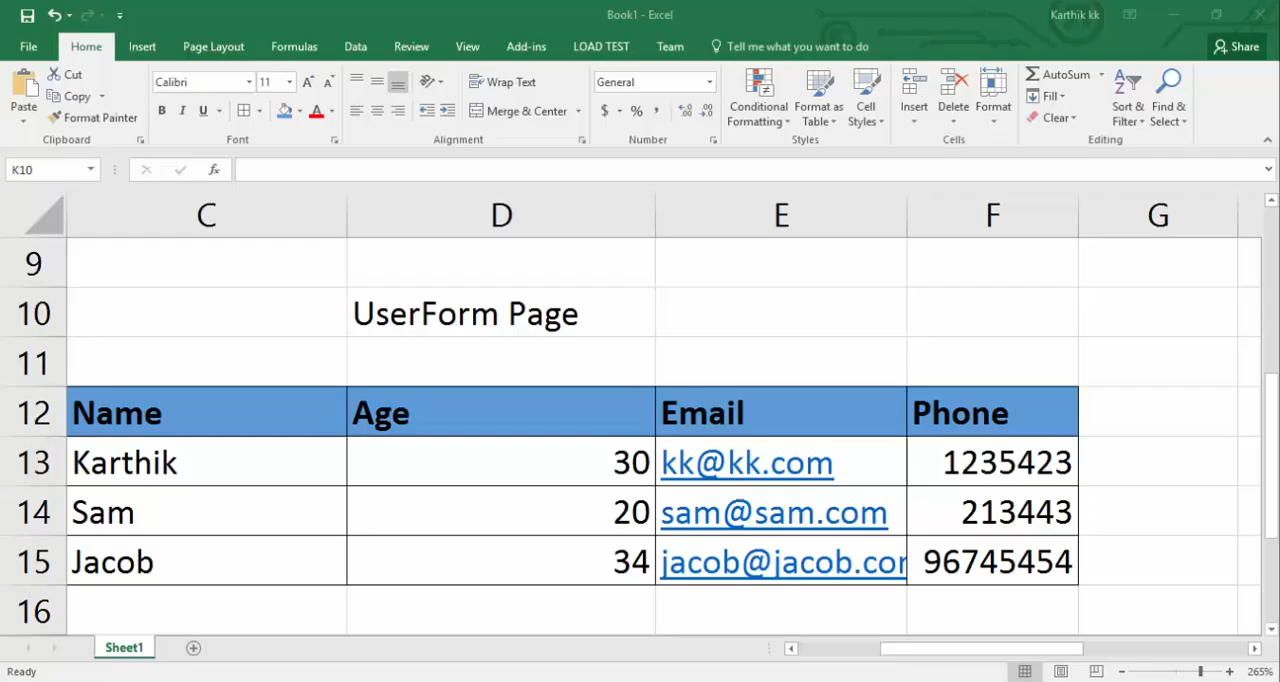 Book1 - Excel
Karthik kk
File Home Insert Page Layout Formulas Data Review View Add-ins LOAD TEST Team Tell me what you want to do Share
Paste
Cut
Copy
Format Painter
Clipboard
Calibri 11 A A
B I U A
Font
Wrap Text
Merge & Center
Alignment
General
$ % ,
Number
Conditional Formatting
Format as Table
Cell Styles
Styles
Insert Delete Format
Cells
AutoSum
Fill
Clear
Sort & Filter
Find & Select
Editing
K10 fx
C D E F G
9
10 UserForm Page
11
12 Name Age Email Phone
13 Karthik 30 kk@kk.com 1235423
14 Sam 20 sam@sam.com 213443
15 Jacob 34 jacob@jacob.cor 96745454
16
Sheet1
Ready 265%